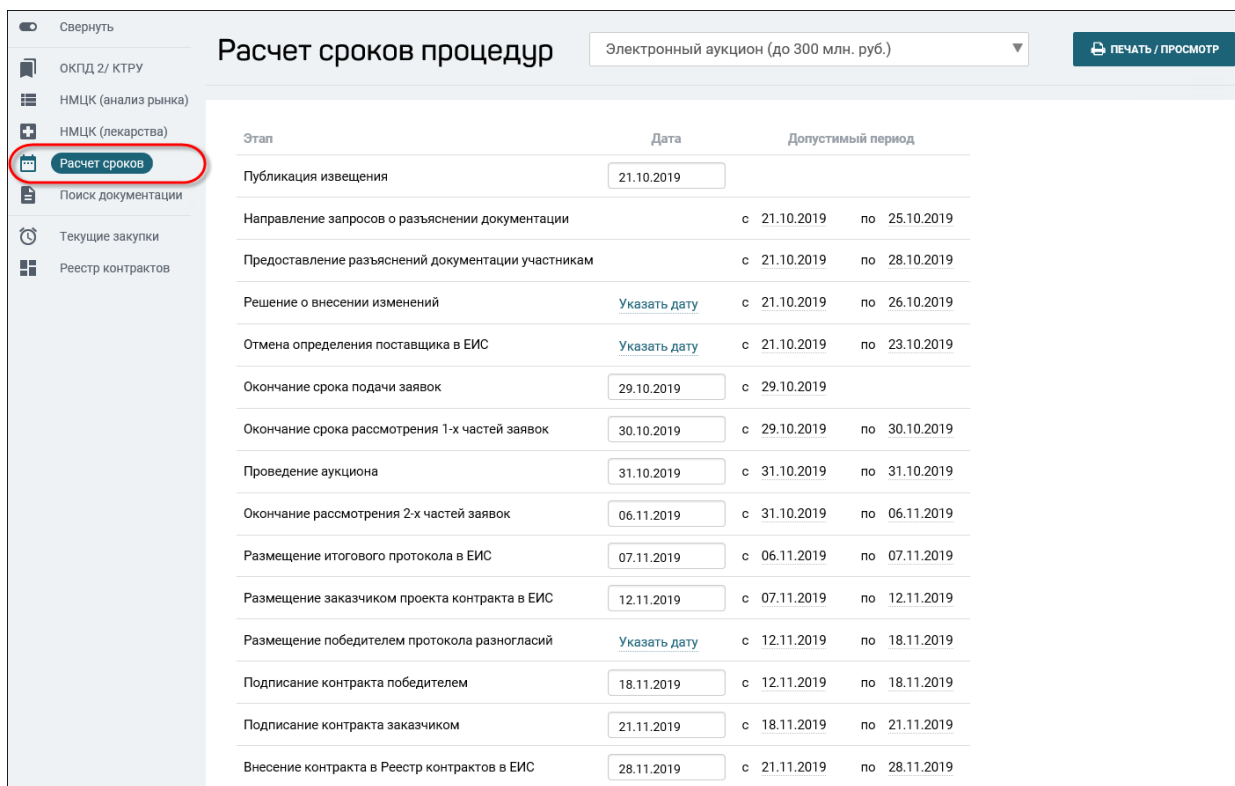 Свернуть
ОКПД 2/ КТРУ
НМЦК (анализ рынка)
НМЦК (лекарства)
Расчет сроков
Поиск документации
Текущие закупки
Реестр контрактов
Расчет сроков процедур
Электронный аукцион (до 300 млн. руб.)
ПЕЧАТЬ / ПРОСМОТР
Этап Дата Допустимый период
Публикация извещения 21.10.2019
Направление запросов о разъяснении документации с 21.10.2019 по 25.10.2019
Предоставление разъяснений документации участникам с 21.10.2019 по 28.10.2019
Решение о внесении изменений Указать дату с 21.10.2019 по 26.10.2019
Отмена определения поставщика в ЕИС Указать дату с 21.10.2019 по 23.10.2019
Окончание срока подачи заявок 29.10.2019 с 29.10.2019
Окончание срока рассмотрения 1-х частей заявок 30.10.2019 с 29.10.2019 по 30.10.2019
Проведение аукциона 31.10.2019 с 31.10.2019 по 31.10.2019
Окончание рассмотрения 2-х частей заявок 06.11.2019 с 31.10.2019 по 06.11.2019
Размещение итогового протокола в ЕИС 07.11.2019 с 06.11.2019 по 07.11.2019
Размещение заказчиком проекта контракта в ЕИС 12.11.2019 с 07.11.2019 по 12.11.2019
Размещение победителем протокола разногласий Указать дату с 12.11.2019 по 18.11.2019
Подписание контракта победителем 18.11.2019 с 12.11.2019 по 18.11.2019
Подписание контракта заказчиком 21.11.2019 с 18.11.2019 по 21.11.2019
Внесение контракта в Реестр контрактов в ЕИС 28.11.2019 с 21.11.2019 по 28.11.2019